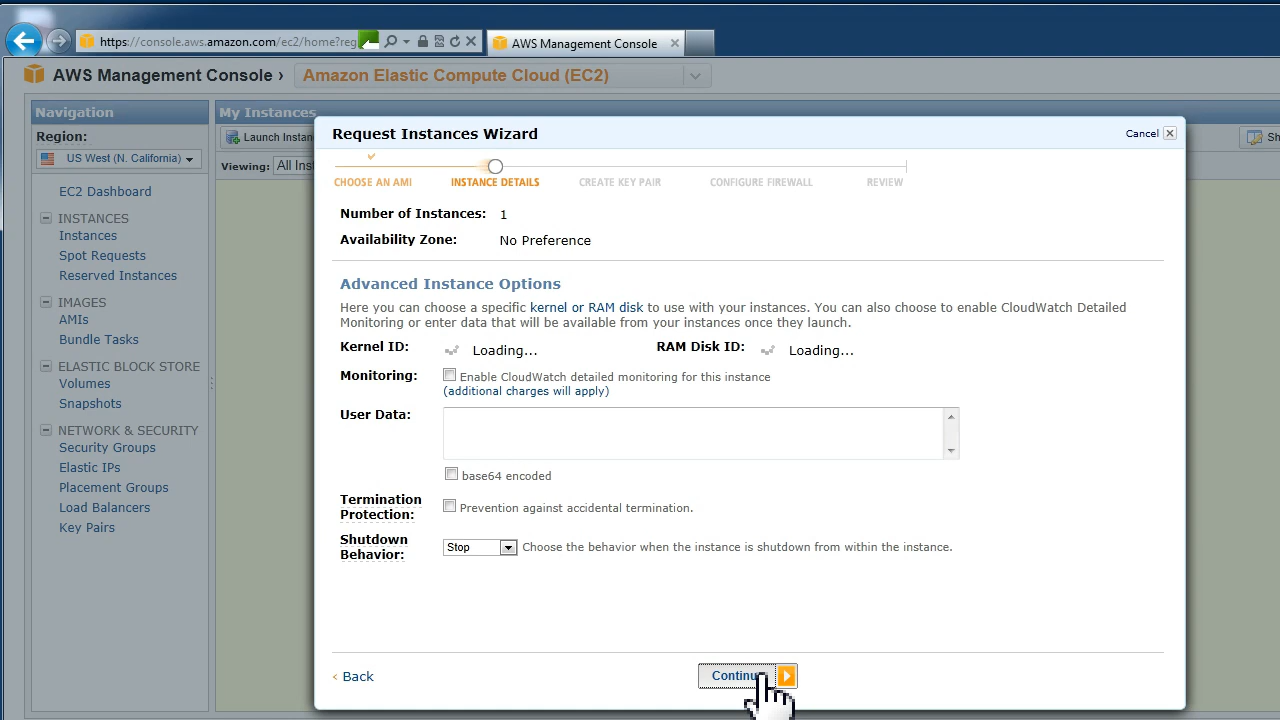 https://console.aws.amazon.com/ec2/home?reg
AWS Management Console
AWS Management Console ›
Amazon Elastic Compute Cloud (EC2)
Navigation
Region:
US West (N. California)
EC2 Dashboard
INSTANCES
Instances
Spot Requests
Reserved Instances
IMAGES
AMIs
Bundle Tasks
ELASTIC BLOCK STORE
Volumes
Snapshots
NETWORK & SECURITY
Security Groups
Elastic IPs
Placement Groups
Load Balancers
Key Pairs
My Instances
Launch Instan
Sh
Viewing: All Inst
Request Instances Wizard
Cancel
CHOOSE AN AMI
INSTANCE DETAILS
CREATE KEY PAIR
CONFIGURE FIREWALL
REVIEW
Number of Instances: 1
Availability Zone: No Preference
Advanced Instance Options
Here you can choose a specific kernel or RAM disk to use with your instances. You can also choose to enable CloudWatch Detailed
Monitoring or enter data that will be available from your instances once they launch.
Kernel ID: Loading... RAM Disk ID: Loading...
Monitoring: Enable CloudWatch detailed monitoring for this instance
(additional charges will apply)
User Data:
base64 encoded
Termination
Protection: Prevention against accidental termination.
Shutdown
Behavior: Stop Choose the behavior when the instance is shutdown from within the instance.
‹ Back
Continu